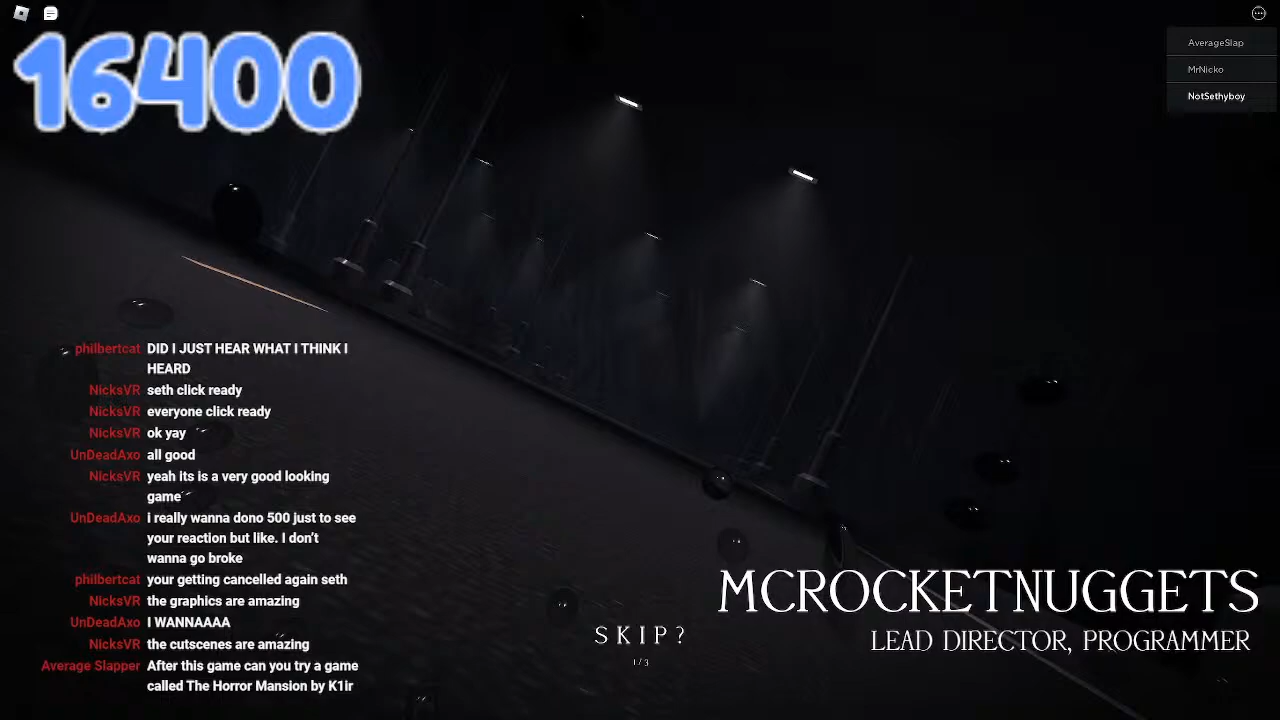 16400
AverageSlap
MrNicko
NotSethyboy
philbertcat DID I JUST HEAR WHAT I THINK I
HEARD
NicksVR seth click ready
NicksVR everyone click ready
NicksVR ok yay
UnDeadAxo all good
NicksVR yeah its is a very good looking
game
UnDeadAxo i really wanna dono 500 just to see
your reaction but like. I don't
wanna go broke
philbertcat your getting cancelled again seth
NicksVR the graphics are amazing
UnDeadAxo I WANNAAAA
NicksVR the cutscenes are amazing
Average Slapper After this game can you try a game
called The Horror Mansion by K1ir
SKIP?
1/3
MCROCKETNUGGETS
LEAD DIRECTOR, PROGRAMMER